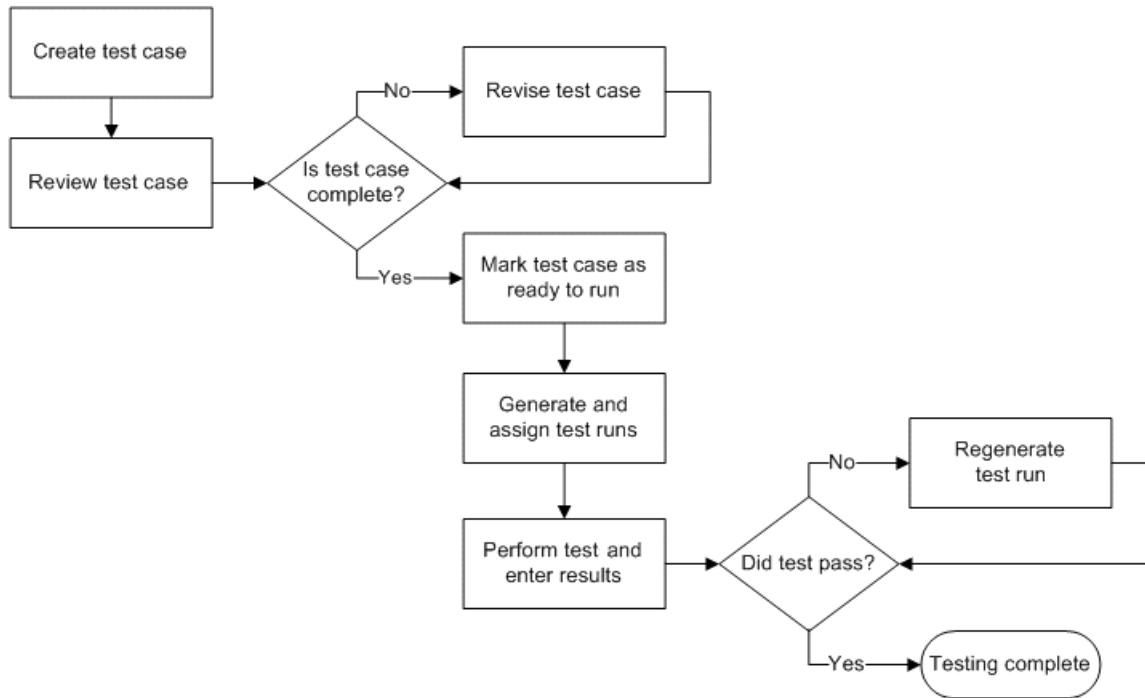 Create test case
Review test case
Is test case
complete?
No
Revise test case
Yes
Mark test case as
ready to run
Generate and
assign test runs
Perform test and
enter results
Did test pass?
No
Regenerate
test run
Yes
Testing complete